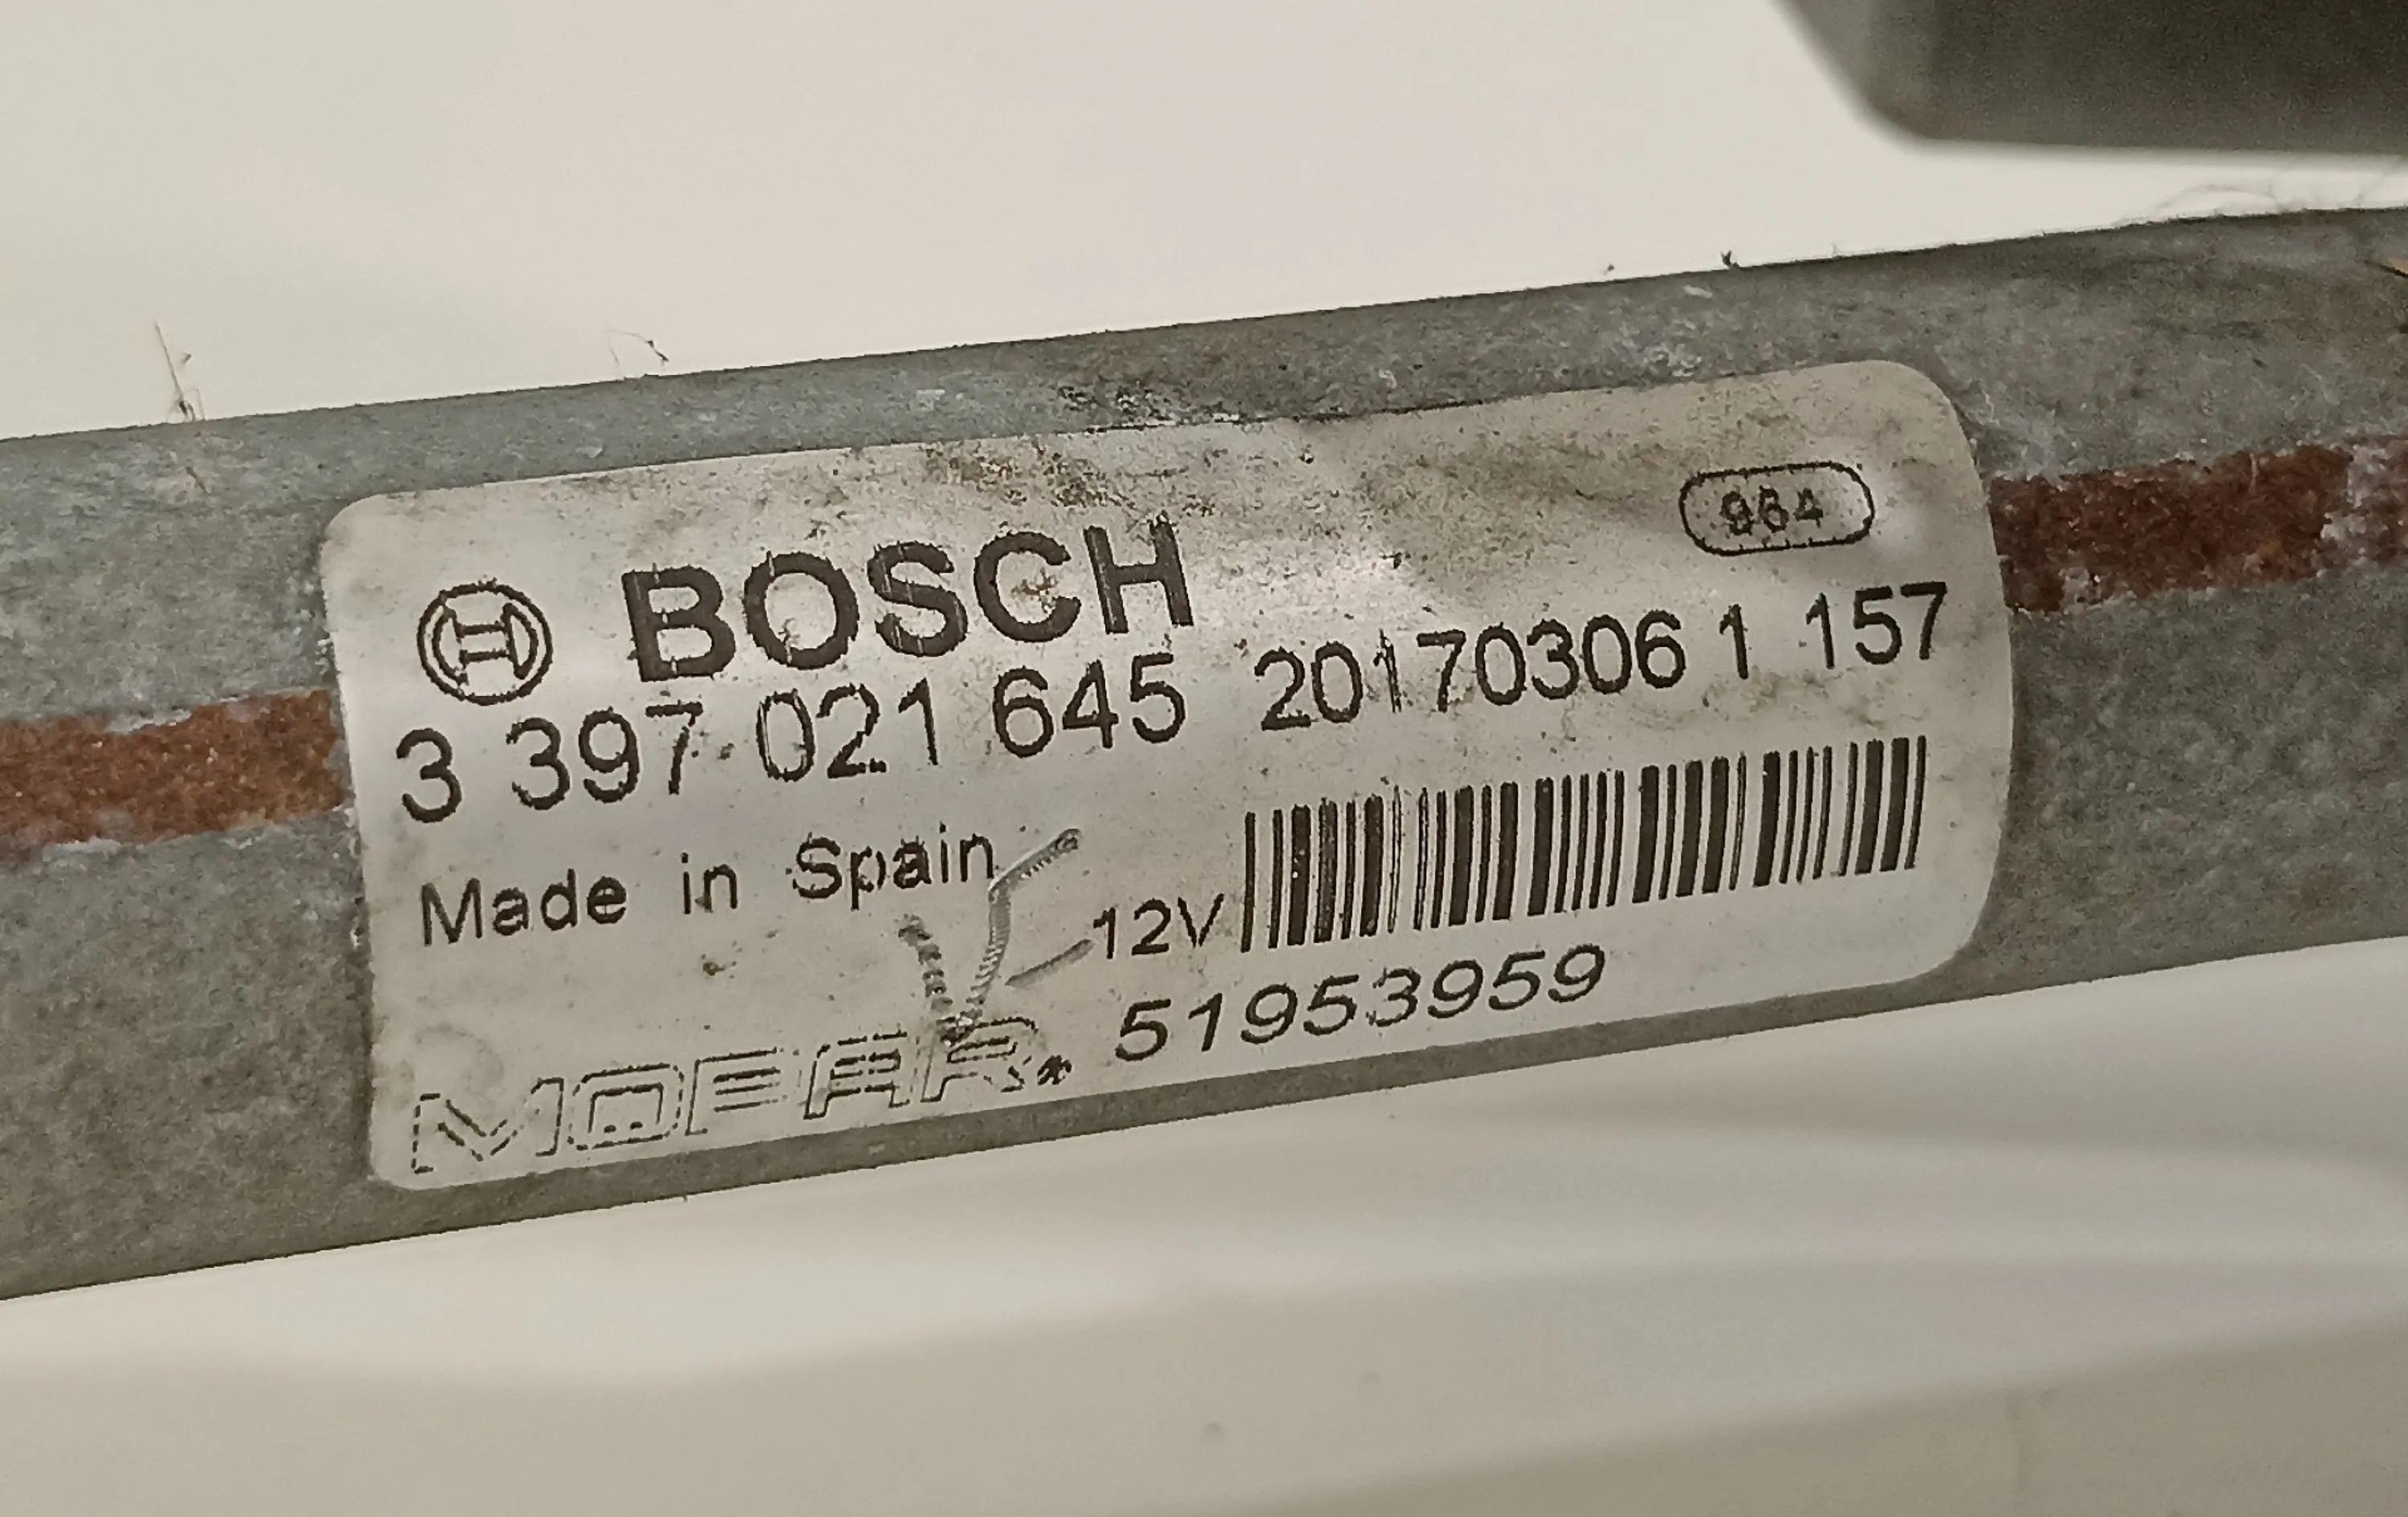 964
BOSCH
3 397 021 645 20170306 1 157
Made in Spain
12V
MOPAR. 51953959